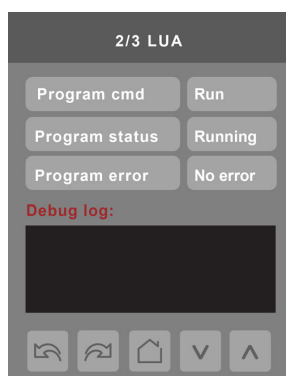 2/3 LUA
Program cmd Run
Program status Running
Program error No error
Debug log: